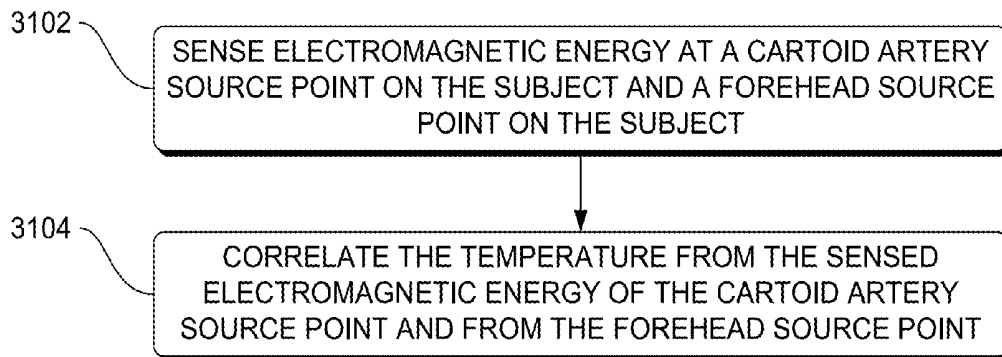 3102
SENSE ELECTROMAGNETIC ENERGY AT A CARTOID ARTERY
SOURCE POINT ON THE SUBJECT AND A FOREHEAD SOURCE
POINT ON THE SUBJECT
3104
CORRELATE THE TEMPERATURE FROM THE SENSED
ELECTROMAGNETIC ENERGY OF THE CARTOID ARTERY
SOURCE POINT AND FROM THE FOREHEAD SOURCE POINT